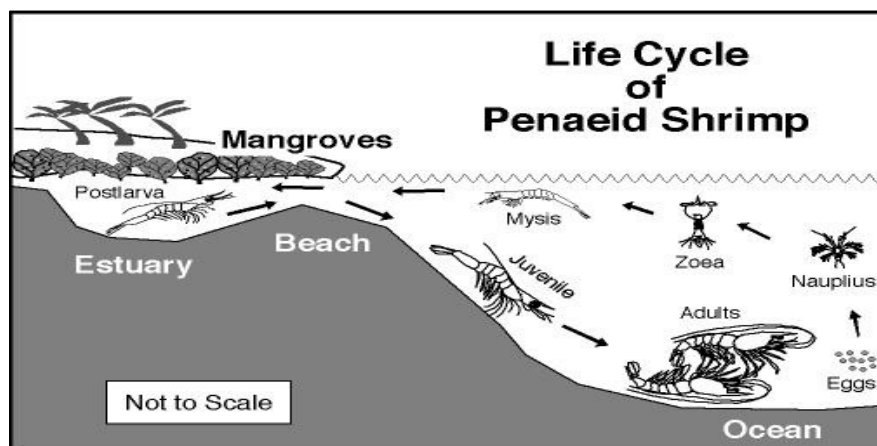 Life Cycle
of
Penaeid Shrimp
Mangroves
Postlarva
Mysis
Zoea
Nauplius
Estuary
Beach
Juvenile
Adults
Eggs
Not to Scale
Ocean